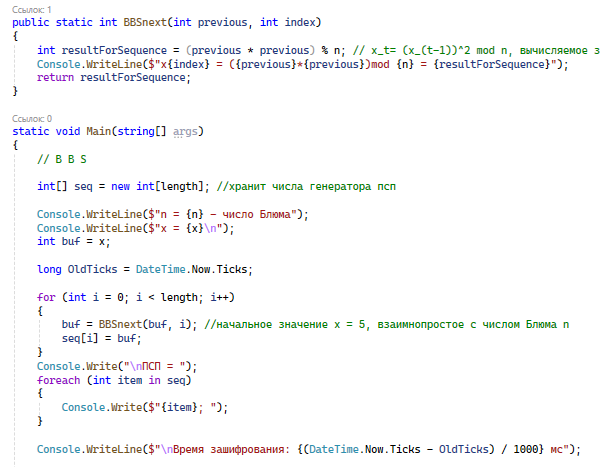 Ссылок: 1
public static int BBSnext(int previous, int index)
{
int resultForSequence = (previous * previous) % n; // x_t= (x_(t-1))^2 mod n, вычисляемое з
Console.WriteLine($"x{index} = ({previous}*{previous})mod {n} = {resultForSequence}");
return resultForSequence;
}
Ссылок: 0
static void Main(string[] args)
{
// B B S
int[] seq = new int[length]; //хранит числа генератора псп
Console.WriteLine($"n = {n} - число Блюма");
Console.WriteLine($"x = {x}\n");
int buf = x;
long OldTicks = DateTime.Now.Ticks;
for (int i = 0; i < length; i++)
{
buf = BBSnext(buf, i); //начальное значение x = 5, взаимнопростое с числом Блюма n
seq[i] = buf;
}
Console.Write("\nПСП = ");
foreach (int item in seq)
{
Console.Write($"{item}; ");
}
Console.WriteLine($"\nВремя зашифрования: {(DateTime.Now.Ticks - OldTicks) / 1000} мс");